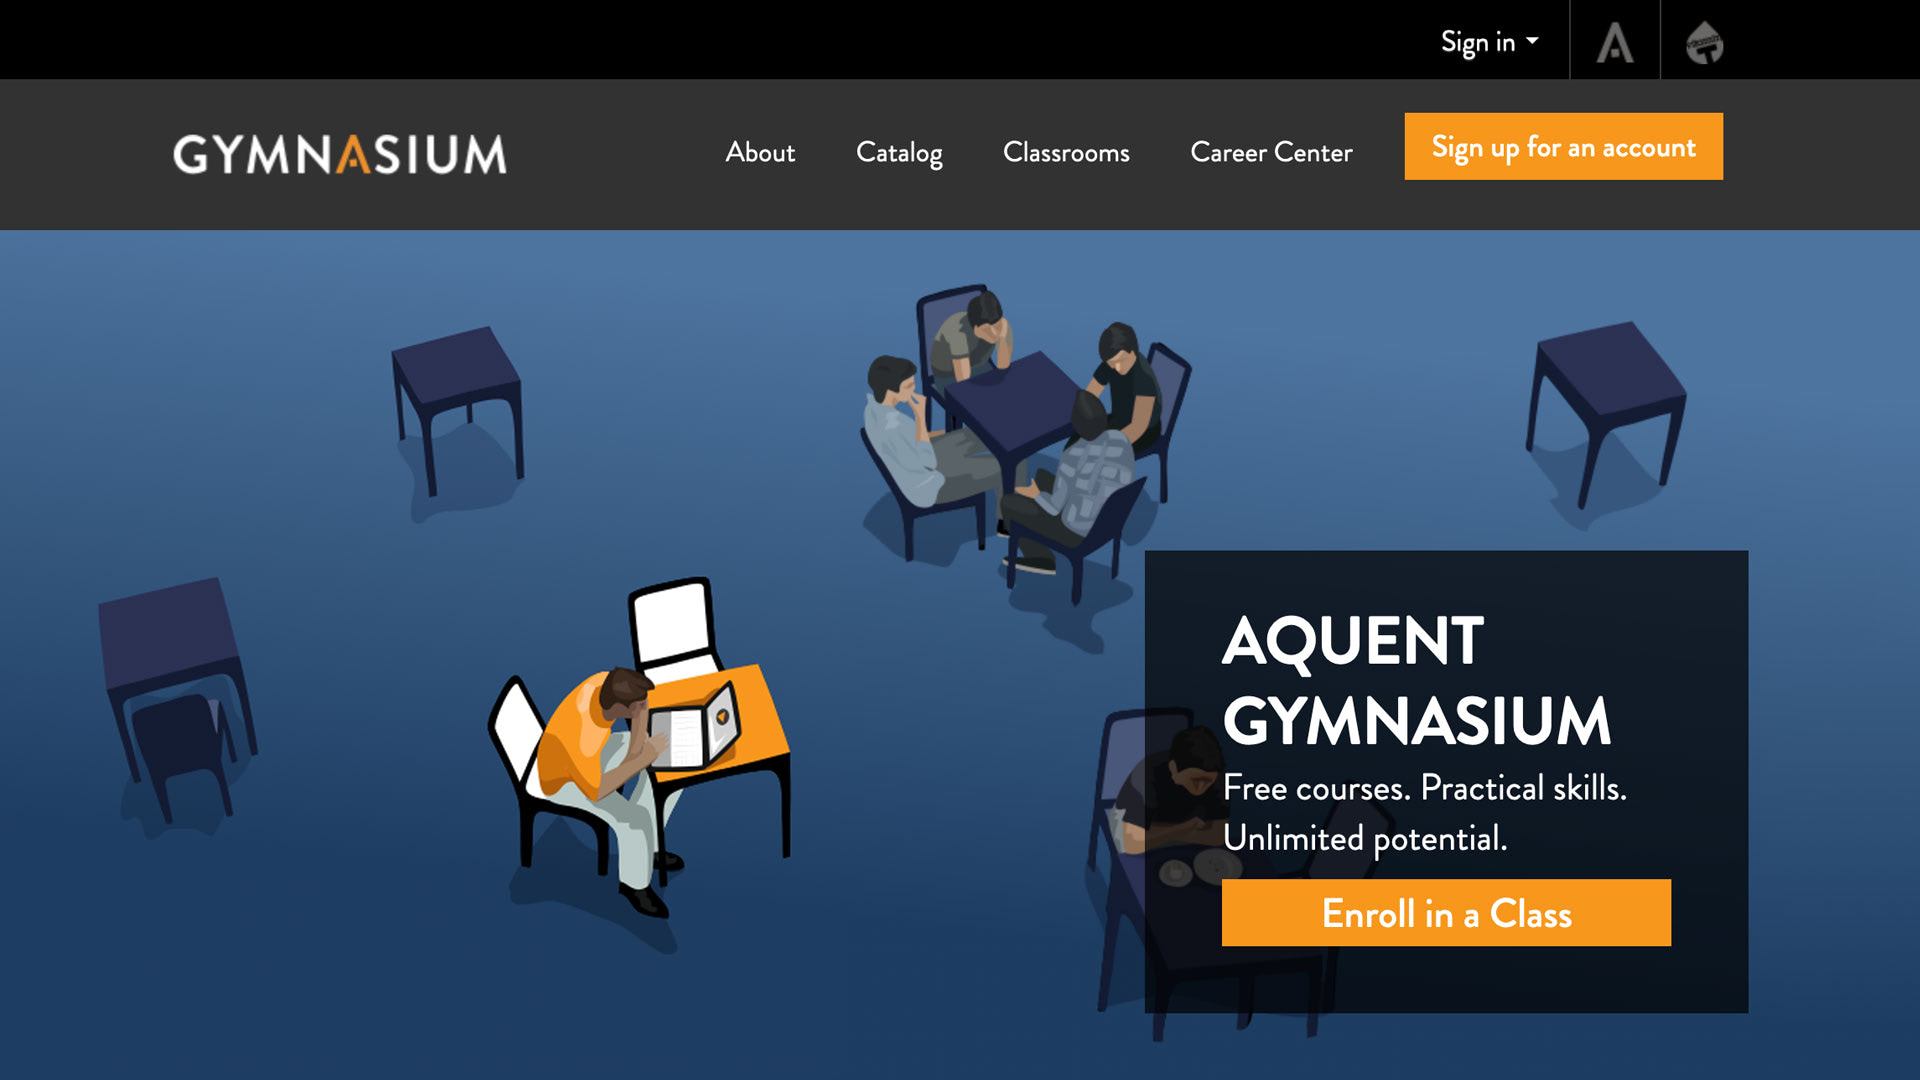 Sign in
GYMNASIUM
About
Catalog
Classrooms
Career Center
Sign up for an account
AQUENT
GYMNASIUM
Free courses. Practical skills.
Unlimited potential.
Enroll in a Class